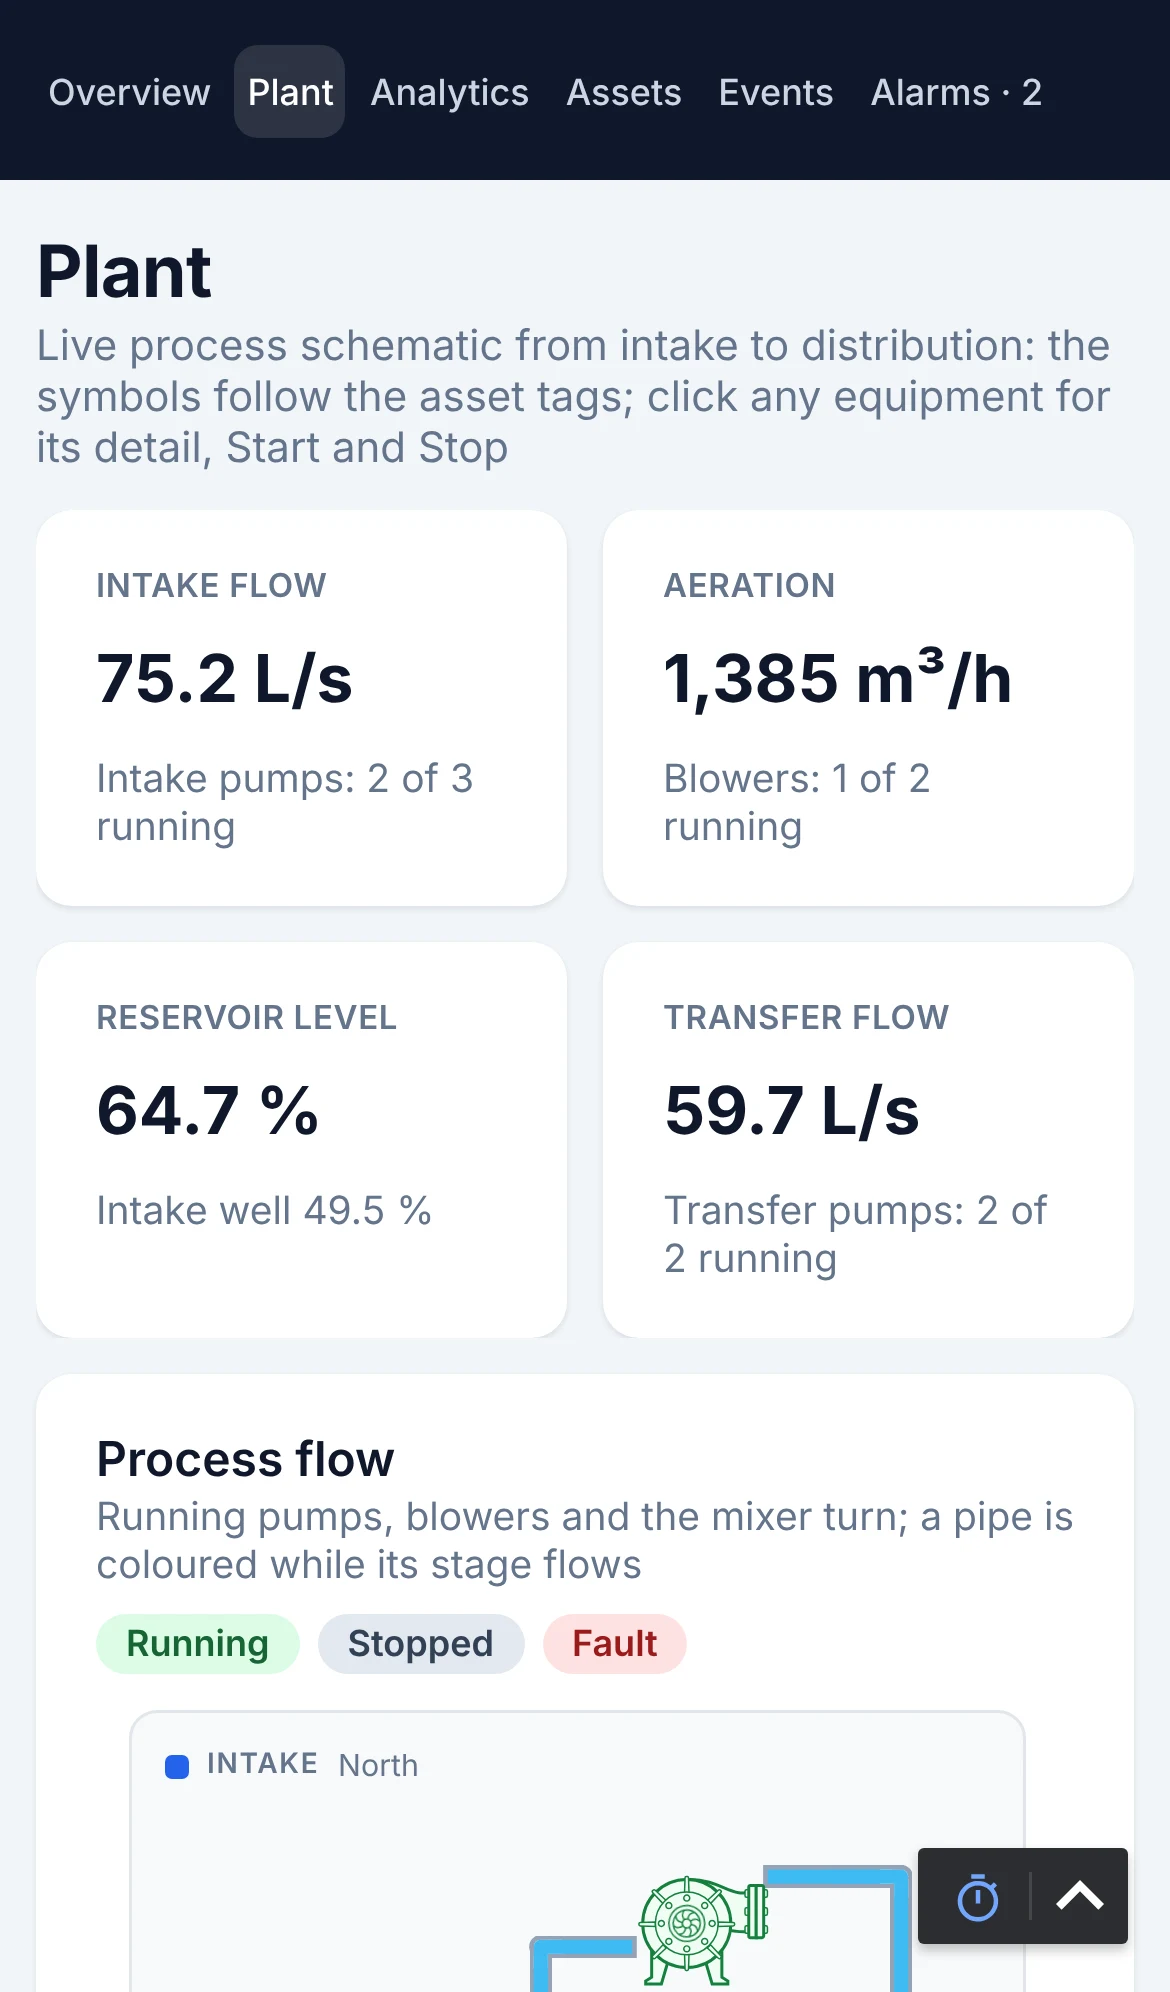 Overview Plant Analytics Assets Events Alarms · 2
Plant
Live process schematic from intake to distribution: the
symbols follow the asset tags; click any equipment for
its detail, Start and Stop
INTAKE FLOW
75.2 L/s
Intake pumps: 2 of 3
running
AERATION
1,385 m³/h
Blowers: 1 of 2
running
RESERVOIR LEVEL
64.7 %
Intake well 49.5 %
TRANSFER FLOW
59.7 L/s
Transfer pumps: 2 of
2 running
Process flow
Running pumps, blowers and the mixer turn; a pipe is
coloured while its stage flows
Running Stopped Fault
INTAKE North